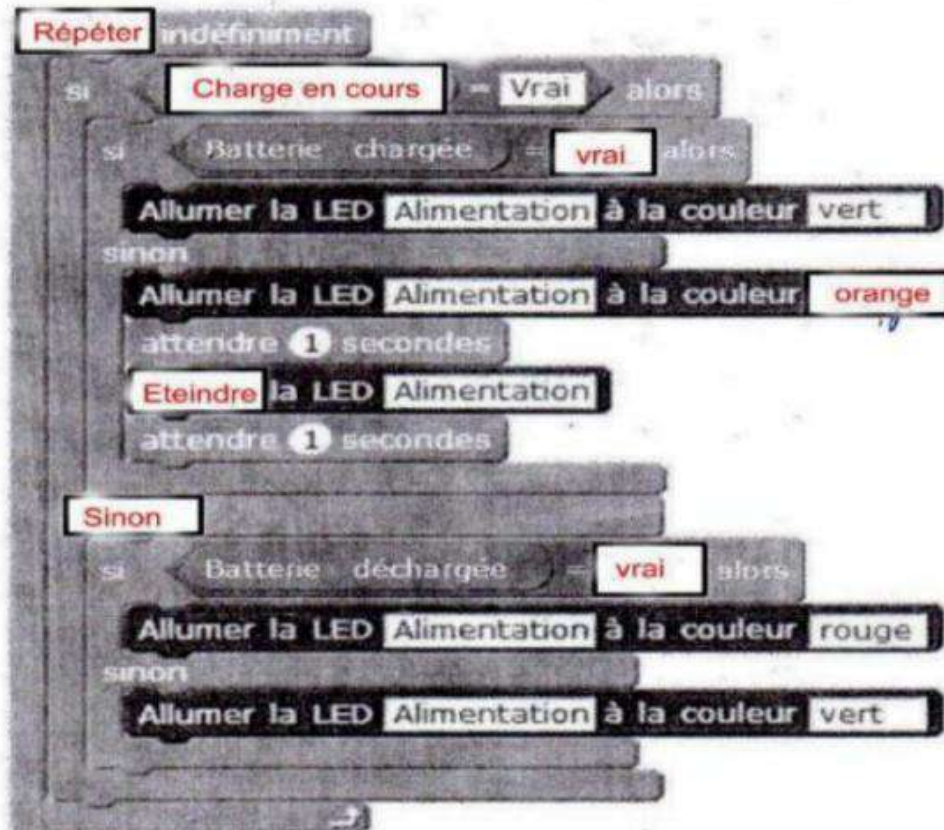 Répéter indéfiniment
si Charge en cours = Vrai alors
si Batterie chargée = vrai alors
Allumer la LED Alimentation à la couleur vert
sinon
Allumer la LED Alimentation à la couleur orange
attendre 1 secondes
Eteindre la LED Alimentation
attendre 1 secondes
Sinon
si Batterie déchargée = vrai alors
Allumer la LED Alimentation à la couleur rouge
sinon
Allumer la LED Alimentation à la couleur vert